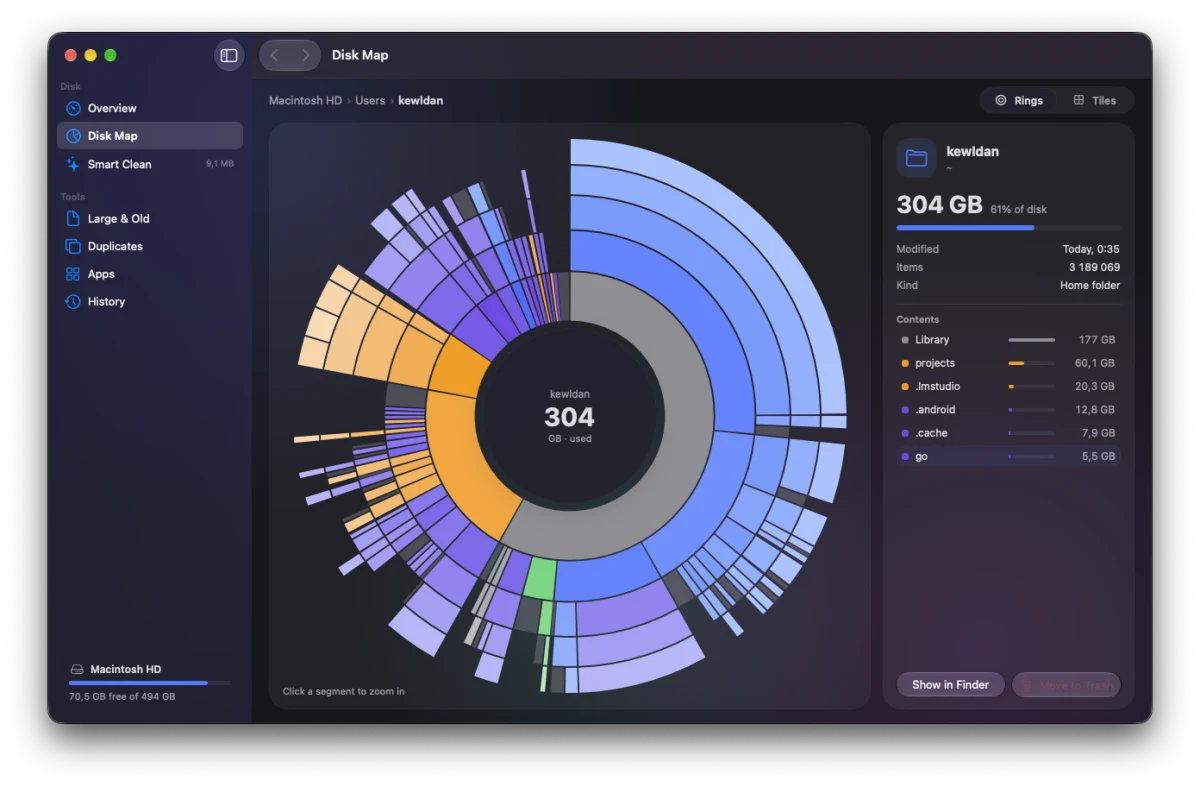 Disk Map
Disk
Overview
Disk Map
Smart Clean 9,1 MB
Tools
Large & Old
Duplicates
Apps
History
Macintosh HD
70,5 GB free of 494 GB
Macintosh HD › Users › kewldan
Rings
Tiles
kewldan
304
GB · used
Click a segment to zoom in
kewldan
~
304 GB 61% of disk
Modified Today, 0:35
Items 3 189 069
Kind Home folder
Contents
Library 177 GB
projects 60,1 GB
.lmstudio 20,3 GB
.android 12,8 GB
.cache 7,9 GB
go 5,5 GB
Show in Finder
Move to Trash